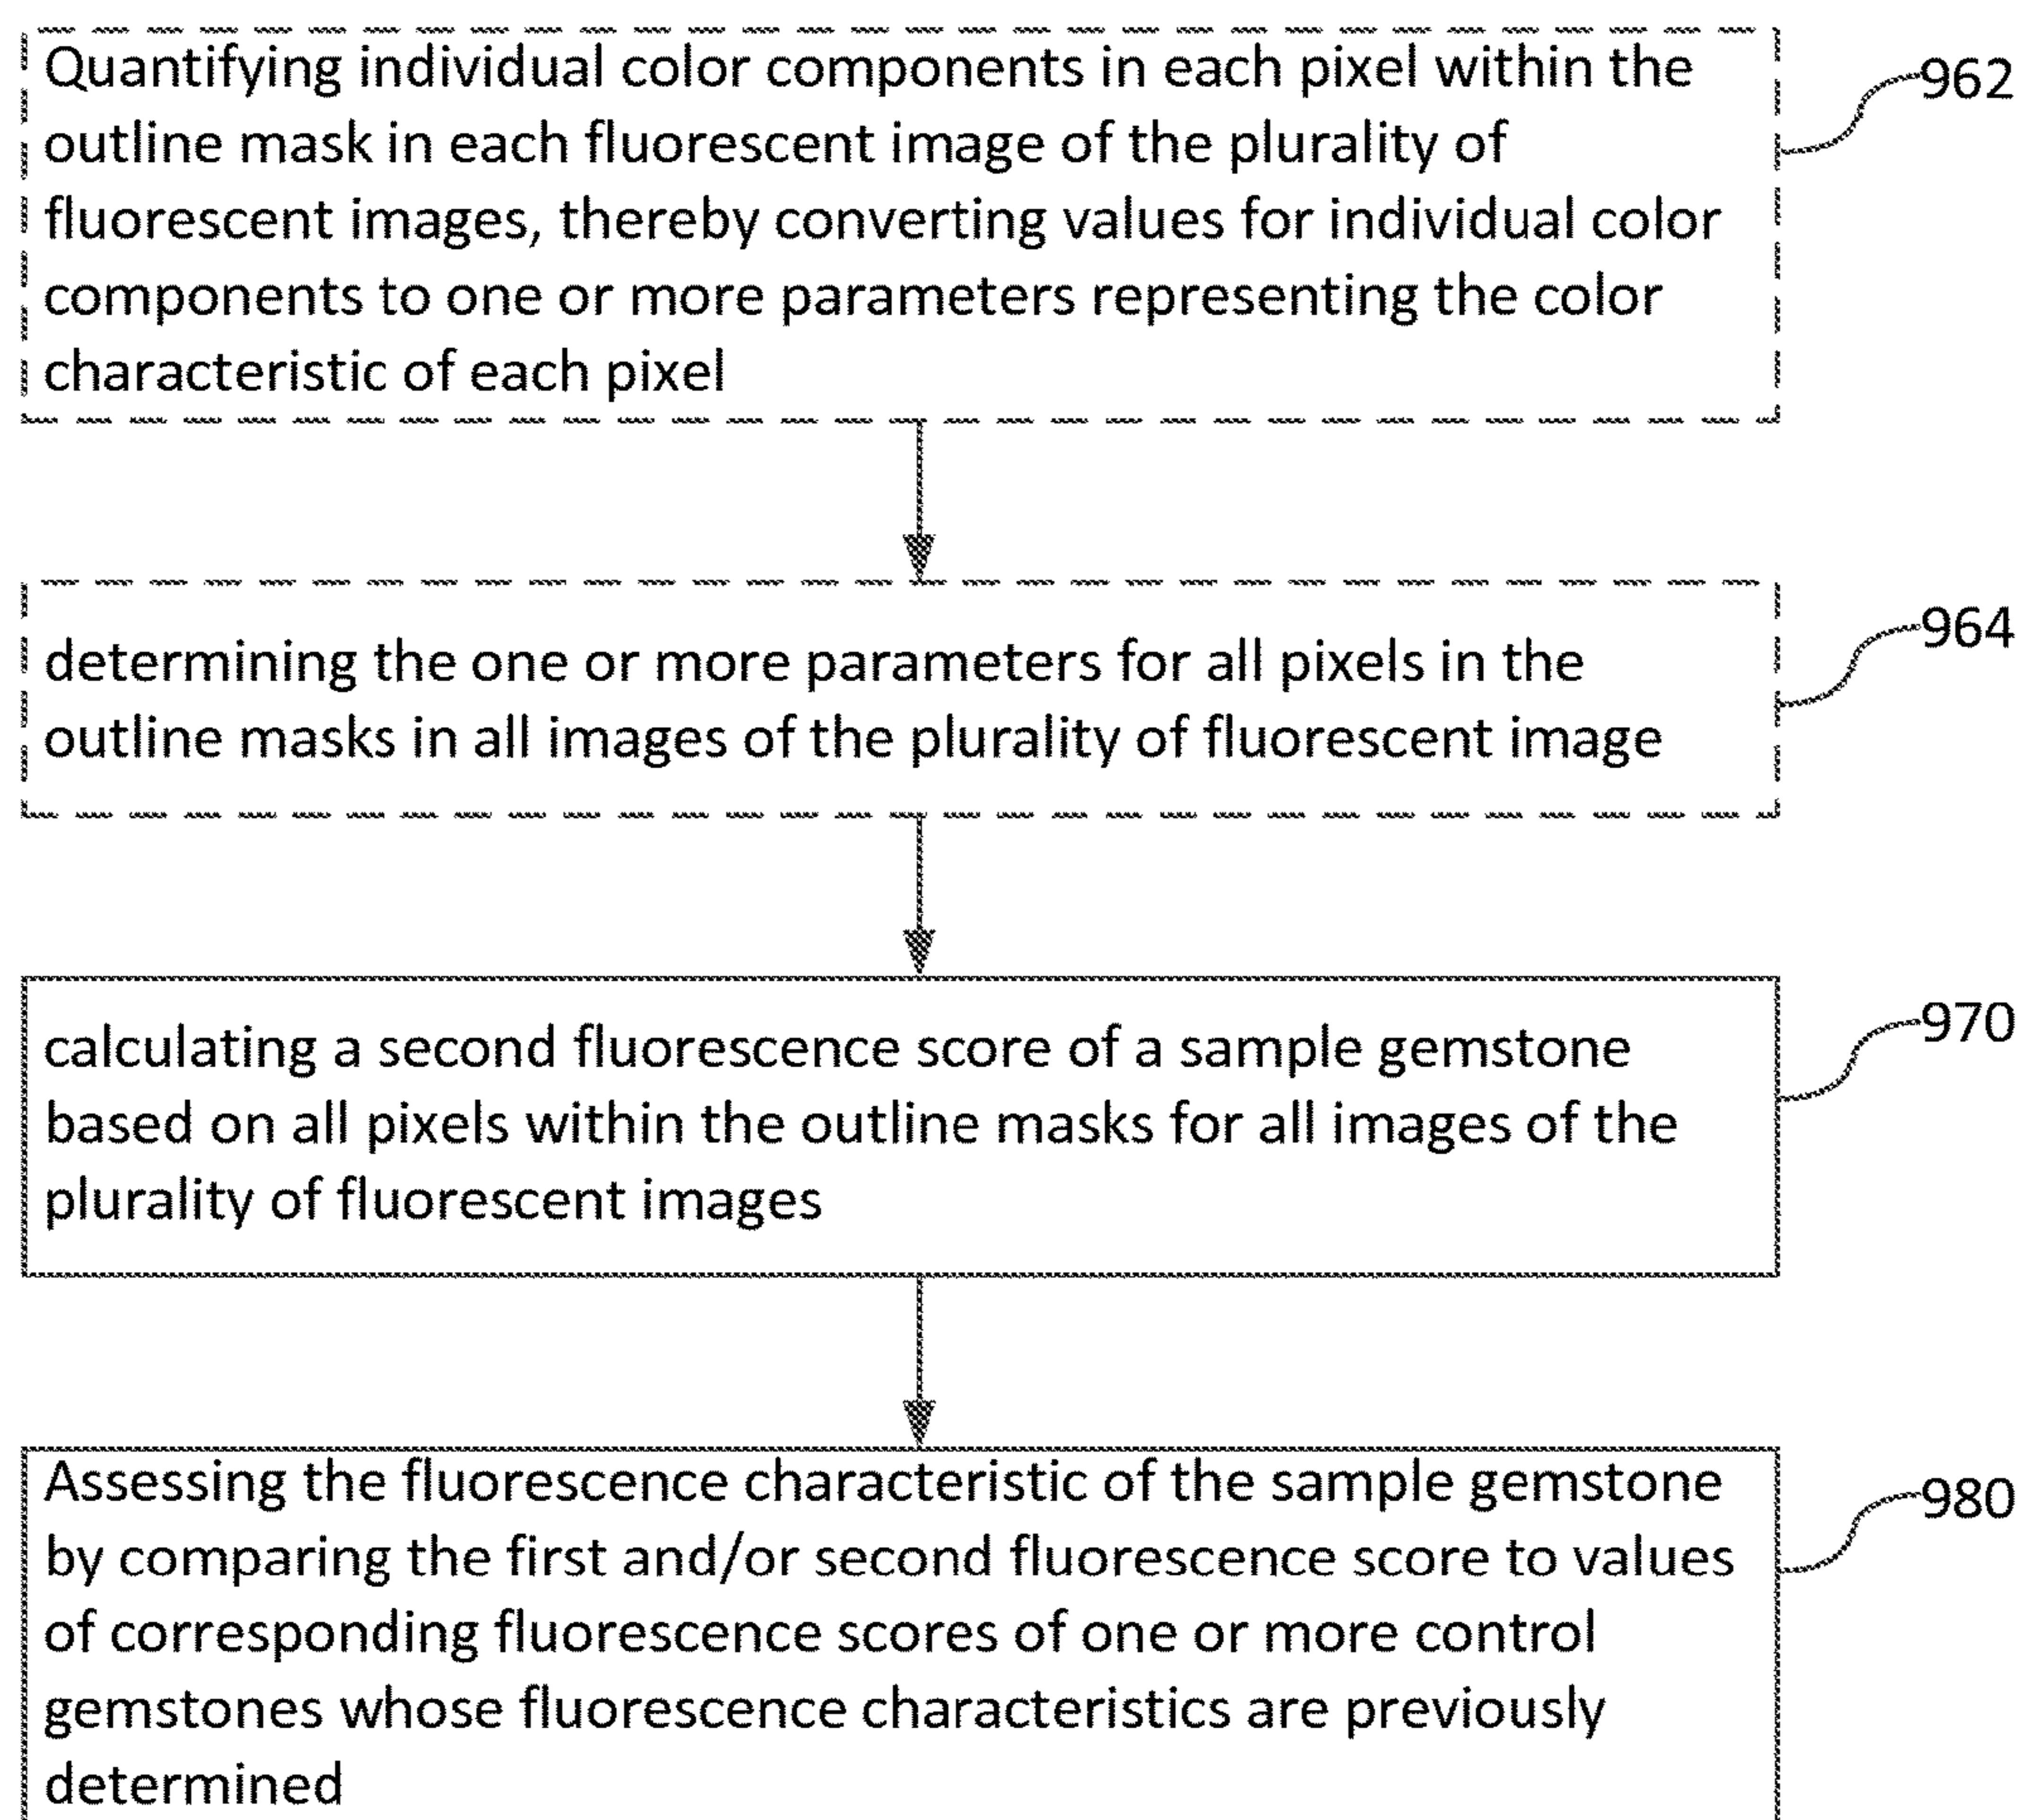 Quantifying individual color components in each pixel within the
outline mask in each fluorescent image of the plurality of
fluorescent images, thereby converting values for individual color
components to one or more parameters representing the color
characteristic of each pixel
962
determining the one or more parameters for all pixels in the
outline masks in all images of the plurality of fluorescent image
964
calculating a second fluorescence score of a sample gemstone
based on all pixels within the outline masks for all images of the
plurality of fluorescent images
970
Assessing the fluorescence characteristic of the sample gemstone
by comparing the first and/or second fluorescence score to values
of corresponding fluorescence scores of one or more control
gemstones whose fluorescence characteristics are previously
determined
980